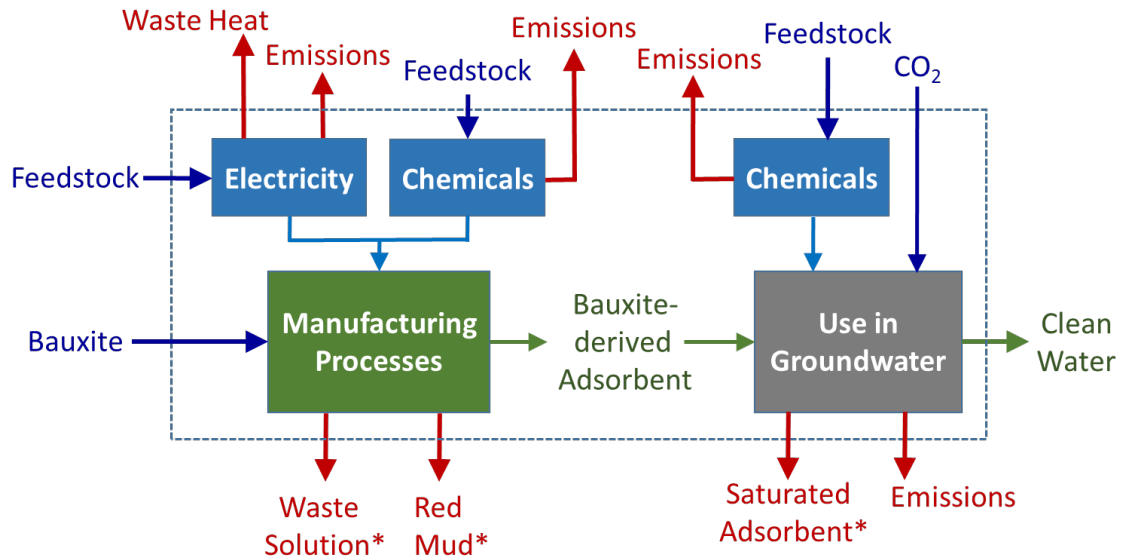 Waste Heat
Emissions
Feedstock
Emissions
Emissions
Feedstock
CO₂
Feedstock
Electricity
Chemicals
Chemicals
Bauxite
Manufacturing
Processes
Bauxite-
derived
Adsorbent
Use in
Groundwater
Clean
Water
Waste
Solution*
Red
Mud*
Saturated
Adsorbent*
Emissions